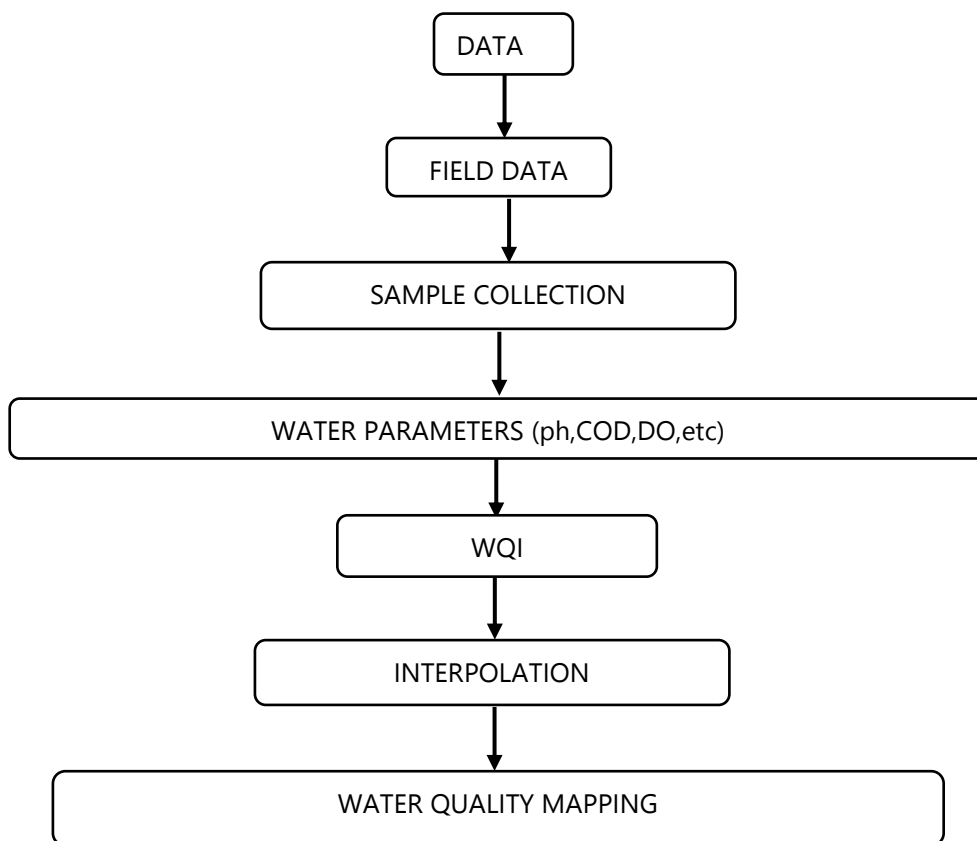 DATA
FIELD DATA
SAMPLE COLLECTION
WATER PARAMETERS (ph,COD,DO,etc)
WQI
INTERPOLATION
WATER QUALITY MAPPING